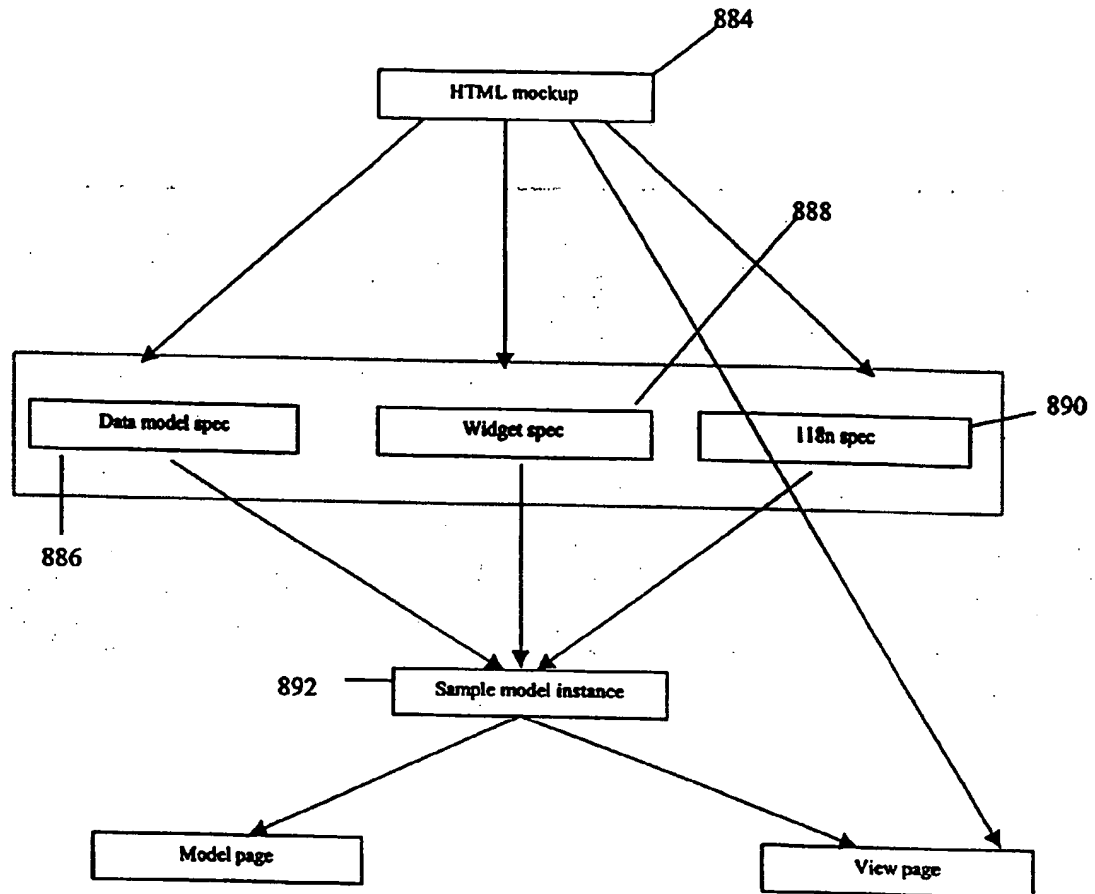 884
HTML mockup
888
Data model spec
Widget spec
118n spec
890
886
892
Sample model instance
Model page
View page